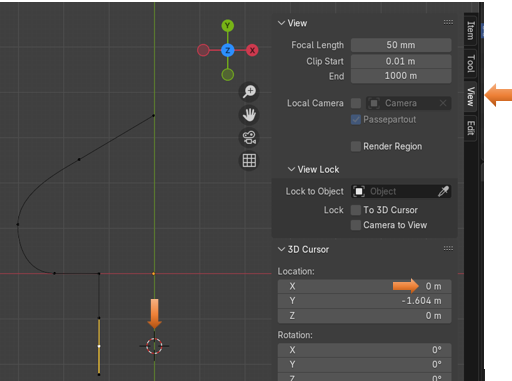 Y
Z
X
View
Focal Length 50 mm
Clip Start 0.01 m
End 1000 m
Local Camera Camera
Passepartout
Render Region
View Lock
Lock to Object Object
Lock To 3D Cursor
Camera to View
3D Cursor
Location:
X 0 m
Y -1.604 m
Z 0 m
Rotation:
X 0°
Y 0°
Z 0°
Item
Tool
View
Edit